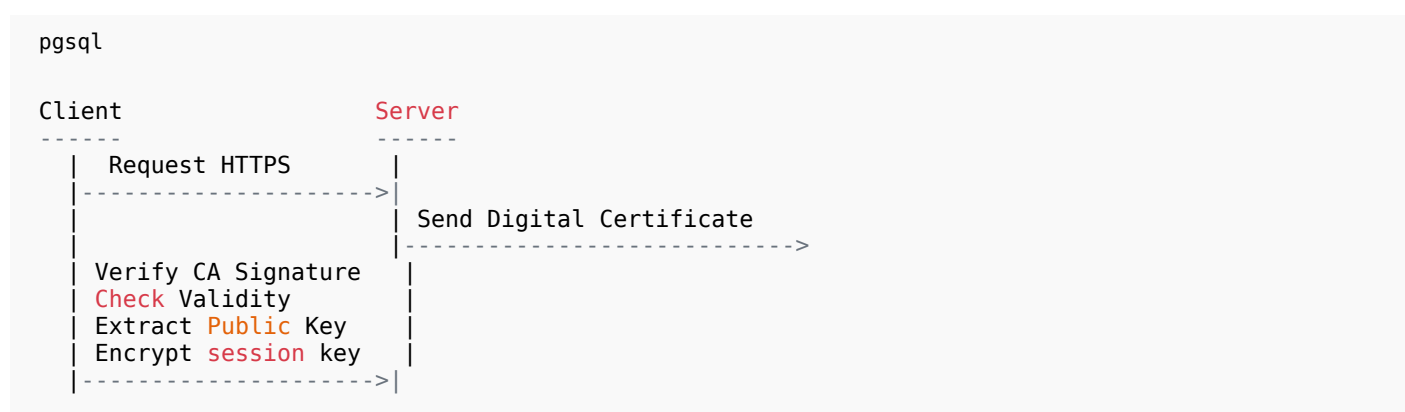 pgsql
Client                  Server
------                  ------
  |  Request HTTPS       |
  |--------------------->|
  |                      | Send Digital Certificate
  |                      |---------------------------->
  | Verify CA Signature   |
  | Check Validity        |
  | Extract Public Key    |
  | Encrypt session key   |
  |--------------------->|